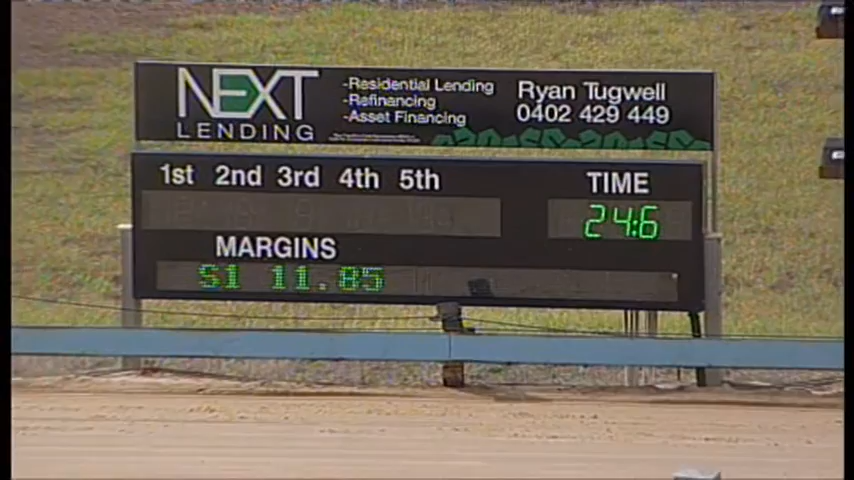 NEXT
LENDING
-Residential Lending
-Refinancing
-Asset Financing
Ryan Tugwell
0402 429 449
1st 2nd 3rd 4th 5th
TIME
24:6
MARGINS
S1 11.85